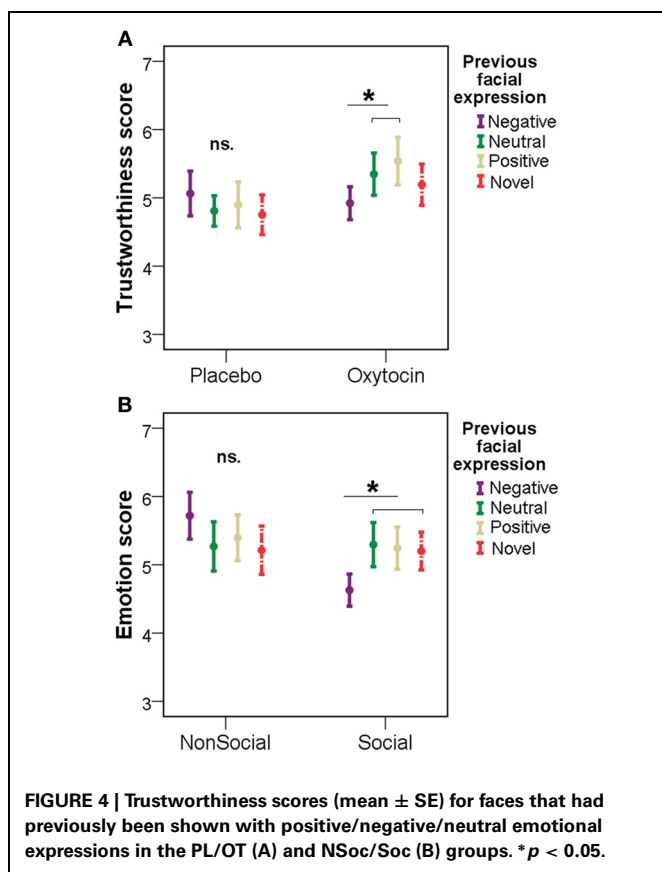 A
7
6
5
4
3
Trustworthiness score
ns.
*
Placebo
Oxytocin
Previous
facial
expression
Negative
Neutral
Positive
Novel
B
7
6
5
4
3
Emotion score
ns.
*
NonSocial
Social
Previous
facial
expression
Negative
Neutral
Positive
Novel
FIGURE 4 | Trustworthiness scores (mean ± SE) for faces that had
previously been shown with positive/negative/neutral emotional
expressions in the PL/OT (A) and NSoc/Soc (B) groups. *p < 0.05.